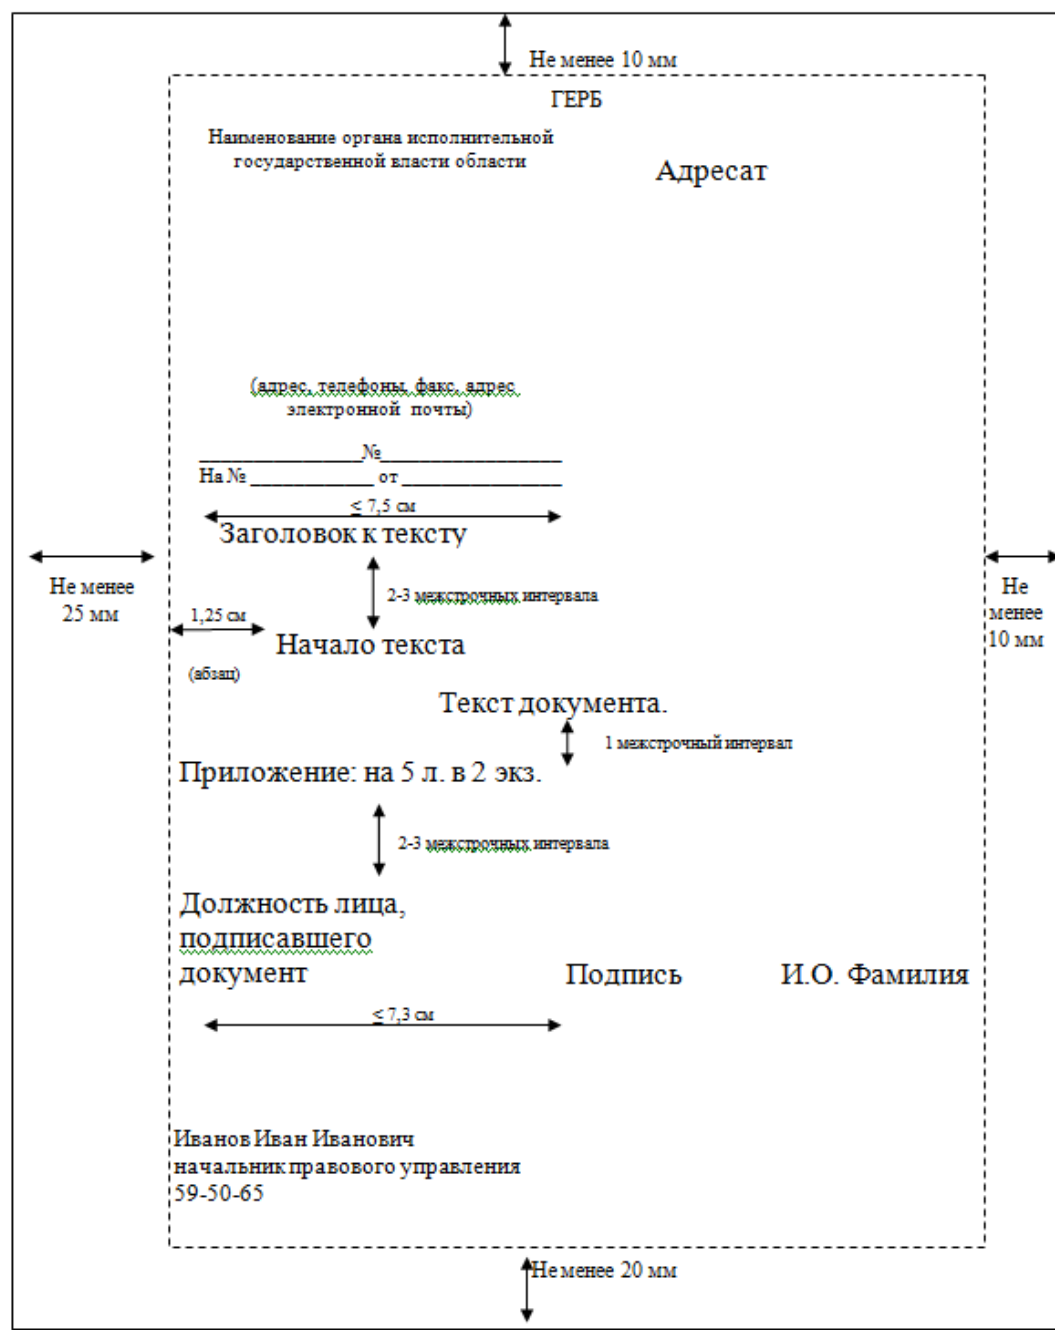 Не менее 10 мм
ГЕРБ
Наименование органа исполнительной
государственной власти области
Адресат
(адрес, телефоны, факс, адрес
электронной почты)
_______________№_________________
На № ____________ от ________________
≤ 7,5 см
Заголовок к тексту
Не менее
25 мм
2-3 межстрочных интервала
Не
менее
10 мм
1,25 см
Начало текста
(абзац)
Текст документа.
1 межстрочный интервал
Приложение: на 5 л. в 2 экз.
2-3 межстрочных интервала
Должность лица,
подписавшего
документ
Подпись
И.О. Фамилия
≤ 7,3 см
Иванов Иван Иванович
начальник правового управления
59-50-65
Не менее 20 мм